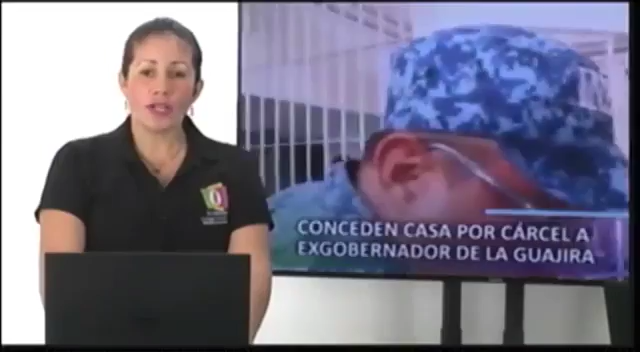 CONCEDEN CASA POR CÁRCEL A
EXGOBERNADOR DE LA GUAJIRA